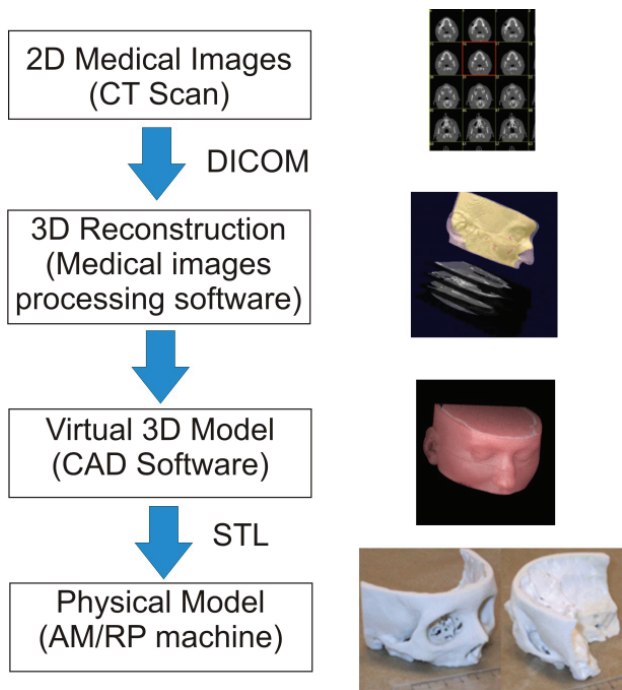 2D Medical Images
(CT Scan)
DICOM
3D Reconstruction
(Medical images
processing software)
Virtual 3D Model
(CAD Software)
STL
Physical Model
(AM/RP machine)